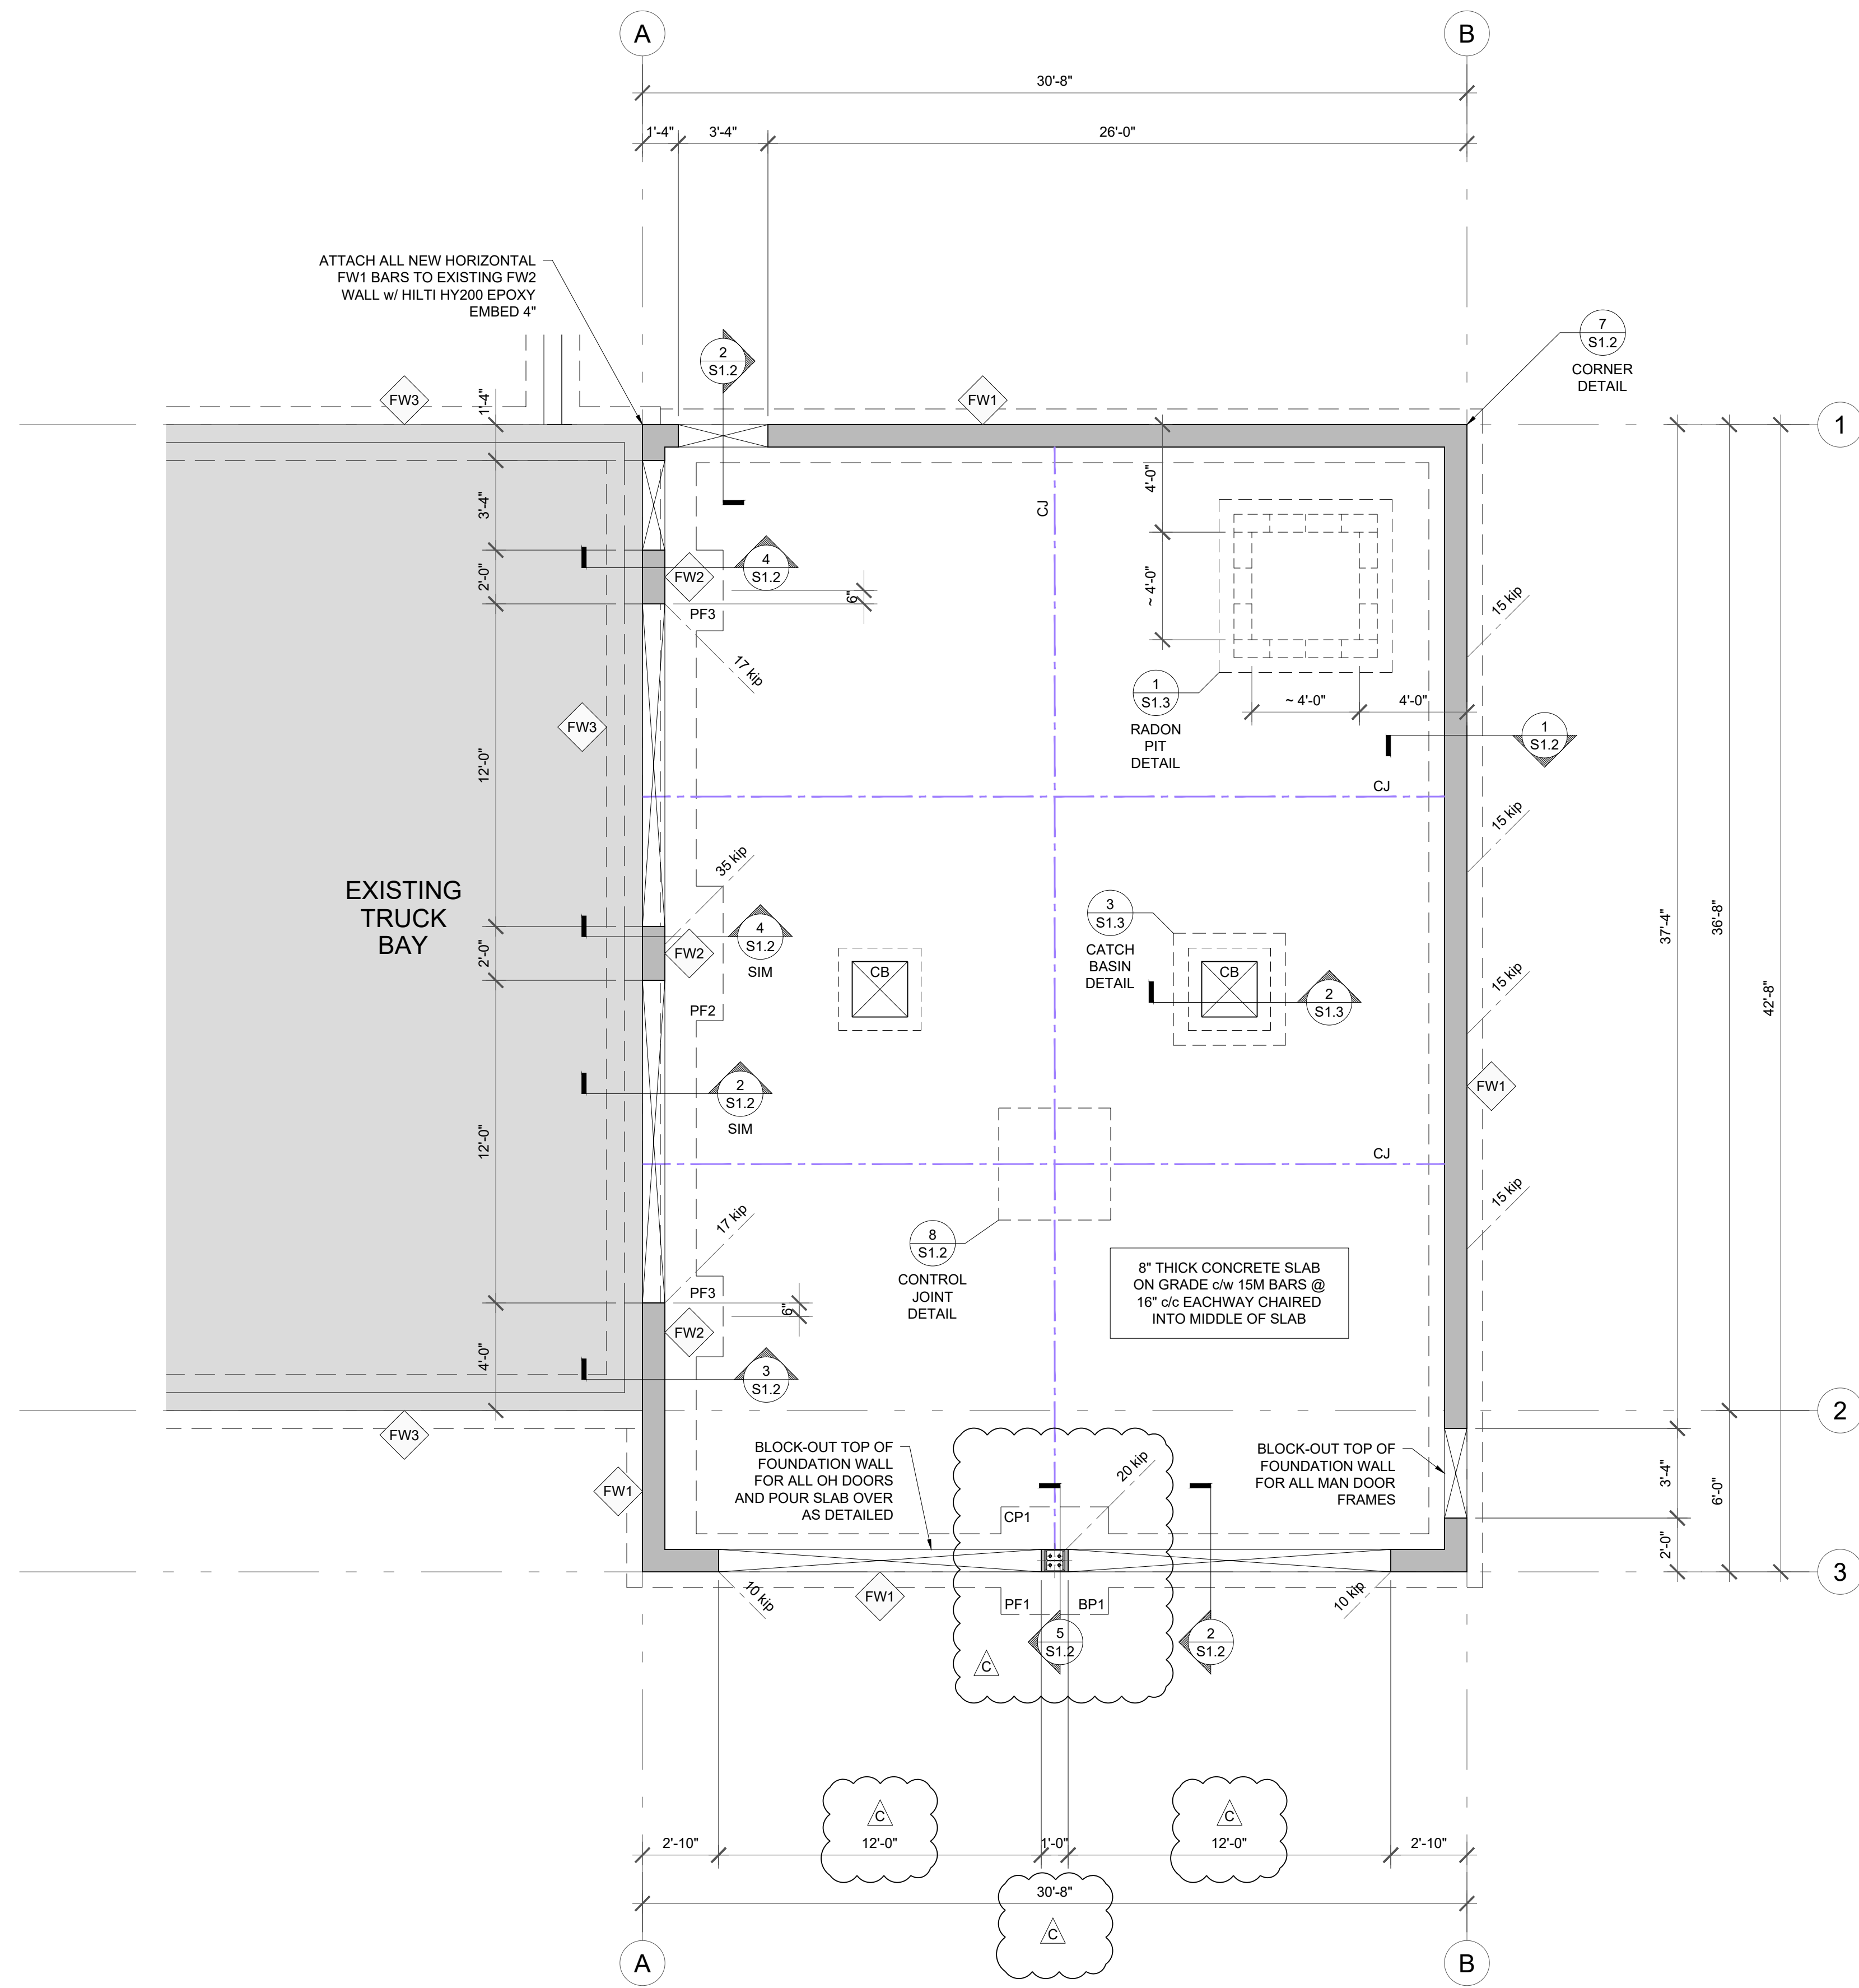 A
B
30'-8"
1'-4"
3'-4"
26'-0"
ATTACH ALL NEW HORIZONTAL
FW1 BARS TO EXISTING FW2
WALL w/ HILTI HY200 EPOXY
EMBED 4"
2
S1.2
7
S1.2
CORNER
DETAIL
FW3
1'-4"
FW1
1
3'-4"
CJ
4'-0"
4
S1.2
FW2
2'-0"
6"
~ 4'-0"
15 kip
PF3
17 kip
1
S1.3
RADON
PIT
DETAIL
~ 4'-0"
4'-0"
FW3
12'-0"
1
S1.2
CJ
15 kip
35 kip
EXISTING
TRUCK
BAY
3
S1.3
CATCH
BASIN
DETAIL
37'-4"
36'-8"
42'-8"
4
S1.2
SIM
FW2
2'-0"
CB
CB
2
S1.3
15 kip
PF2
2
S1.2
SIM
FW1
12'-0"
CJ
15 kip
17 kip
8
S1.2
CONTROL
JOINT
DETAIL
8" THICK CONCRETE SLAB
ON GRADE c/w 15M BARS @
16" c/c EACHWAY CHAIRED
INTO MIDDLE OF SLAB
PF3
6"
FW2
4'-0"
3
S1.2
2
FW3
BLOCK-OUT TOP OF
FOUNDATION WALL
FOR ALL OH DOORS
AND POUR SLAB OVER
AS DETAILED
20 kip
BLOCK-OUT TOP OF
FOUNDATION WALL
FOR ALL MAN DOOR
FRAMES
3'-4"
6'-0"
FW1
CP1
2'-0"
3
10 kip
FW1
PF1
BP1
10 kip
5
S1.2
2
S1.2
C
C
C
2'-10"
12'-0"
1'-0"
12'-0"
2'-10"
30'-8"
C
A
B